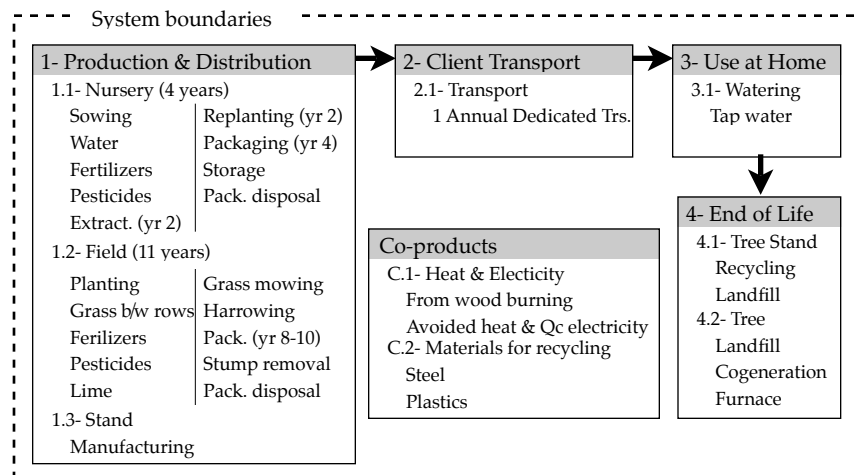 System boundaries
1- Production & Distribution
1.1- Nursery (4 years)
Sowing
Water
Fertilizers
Pesticides
Extract. (yr 2)
Replanting (yr 2)
Packaging (yr 4)
Storage
Pack. disposal
1.2- Field (11 years)
Planting
Grass b/w rows
Ferilizers
Pesticides
Lime
Grass mowing
Harrowing
Pack. (yr 8-10)
Stump removal
Pack. disposal
1.3- Stand
Manufacturing
2- Client Transport
2.1- Transport
1 Annual Dedicated Trs.
3- Use at Home
3.1- Watering
Tap water
Co-products
C.1- Heat & Electicity
From wood burning
Avoided heat & Qc electricity
C.2- Materials for recycling
Steel
Plastics
4- End of Life
4.1- Tree Stand
Recycling
Landfill
4.2- Tree
Landfill
Cogeneration
Furnace